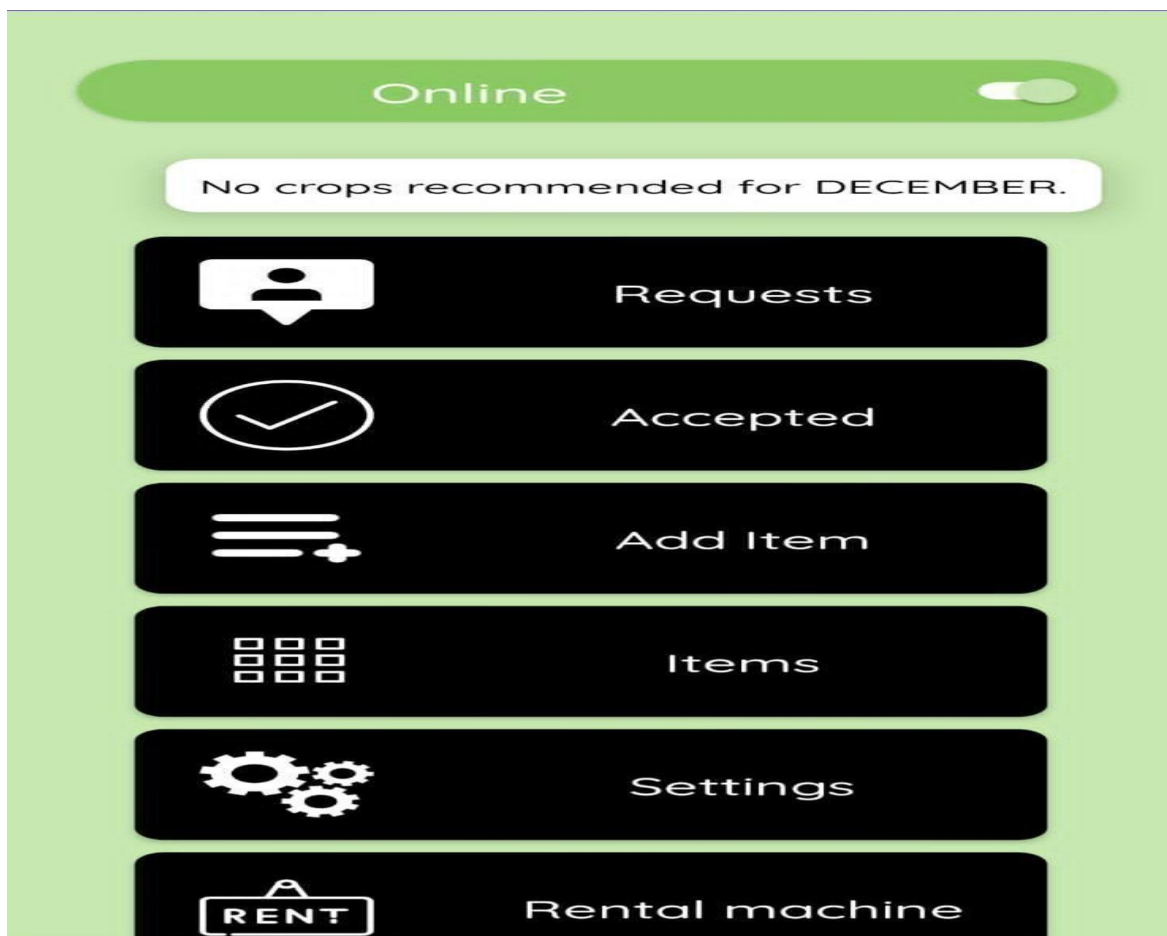 Online
No crops recommended for DECEMBER.
Requests
Accepted
Add Item
Items
Settings
RENT
Rental machine